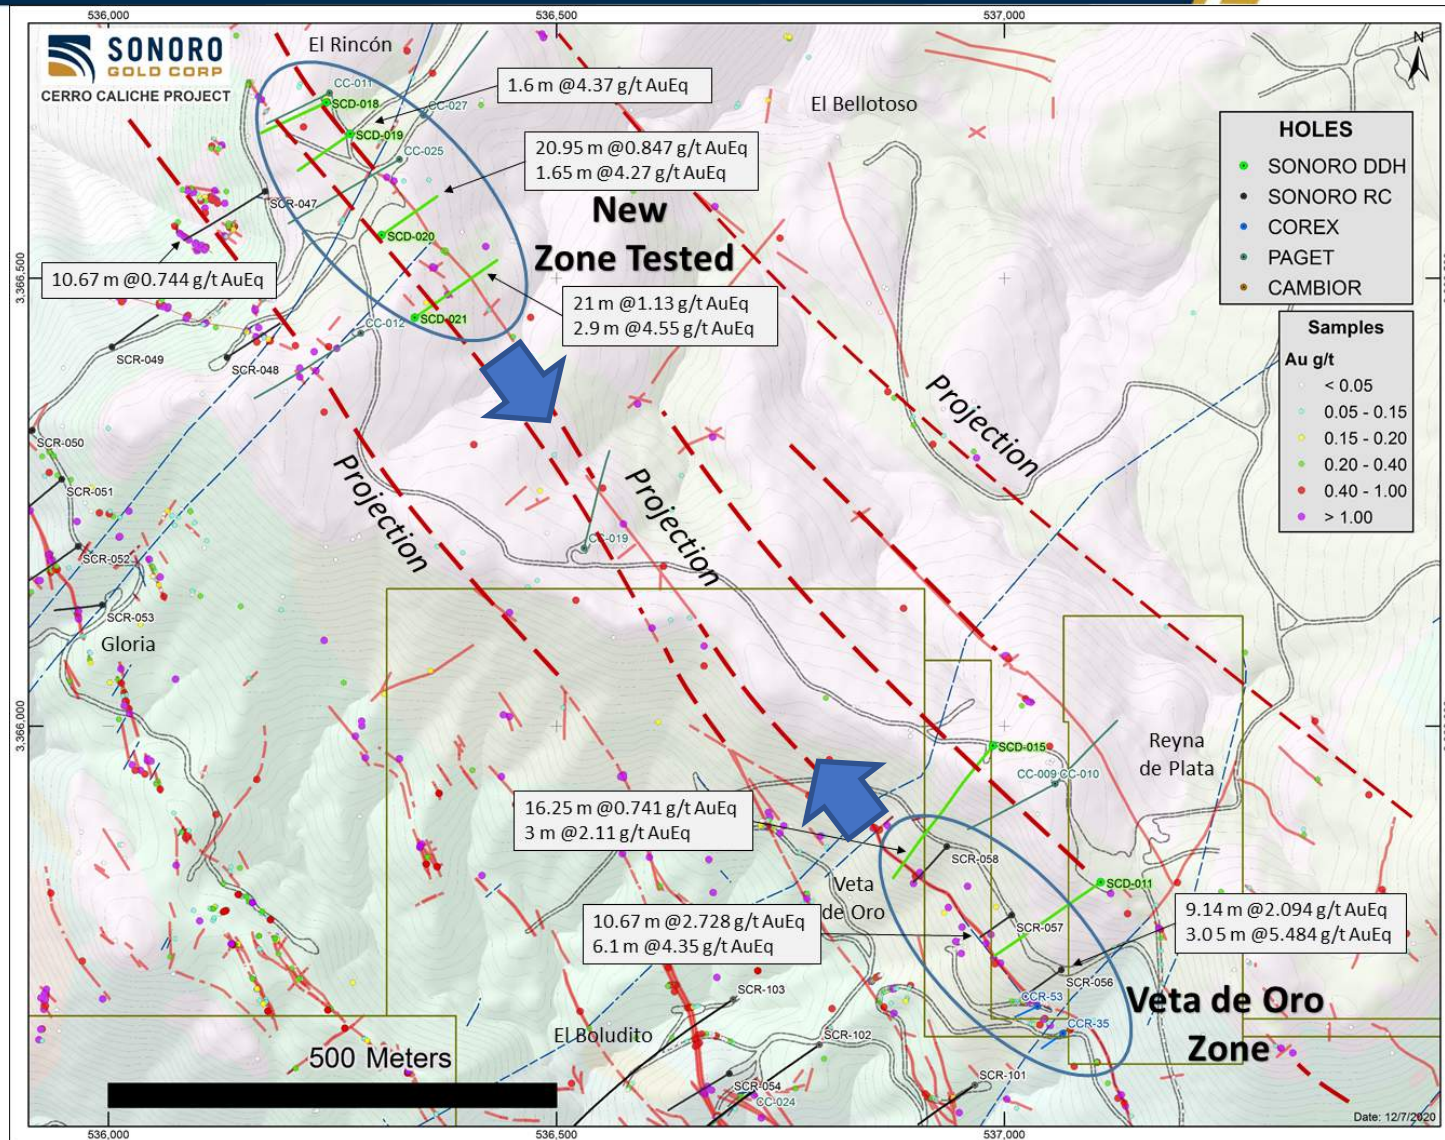 536,000
536,500
537,000
SONORO
GOLD CORP
CERRO CALICHE PROJECT
El Rincón
N
CC-011
SCD-018
CC-027
1.6 m @4.37 g/t AuEq
El Bellotoso
SCD-019
CC-025
20.95 m @0.847 g/t AuEq
1.65 m @4.27 g/t AuEq
SCR-047
New
Zone Tested
SCD-020
10.67 m @0.744 g/t AuEq
3,366,500
21 m @1.13 g/t AuEq
2.9 m @4.55 g/t AuEq
SCD-021
CC-012
SCR-049
SCR-048
HOLES
SONORO DDH
SONORO RC
COREX
PAGET
CAMBIOR
Samples
Au g/t
< 0.05
0.05 - 0.15
0.15 - 0.20
0.20 - 0.40
0.40 - 1.00
> 1.00
Projection
Projection
Projection
SCR-050
SCR-051
SCR-052
CC-019
SCR-053
Gloria
3,366,000
SCD-015
Reyna
de Plata
CC-009
CC-010
16.25 m @0.741 g/t AuEq
3 m @2.11 g/t AuEq
SCR-058
Veta
de Oro
SCD-011
10.67 m @2.728 g/t AuEq
6.1 m @4.35 g/t AuEq
SCR-057
9.14 m @2.094 g/t AuEq
3.05 m @5.484 g/t AuEq
SCR-056
CCR-53
SCR-103
Veta de Oro
Zone
CCR-35
El Boludito
SCR-102
500 Meters
SCR-054
CC-024
SCR-101
Date: 12/7/2020
536,000
536,500
537,000